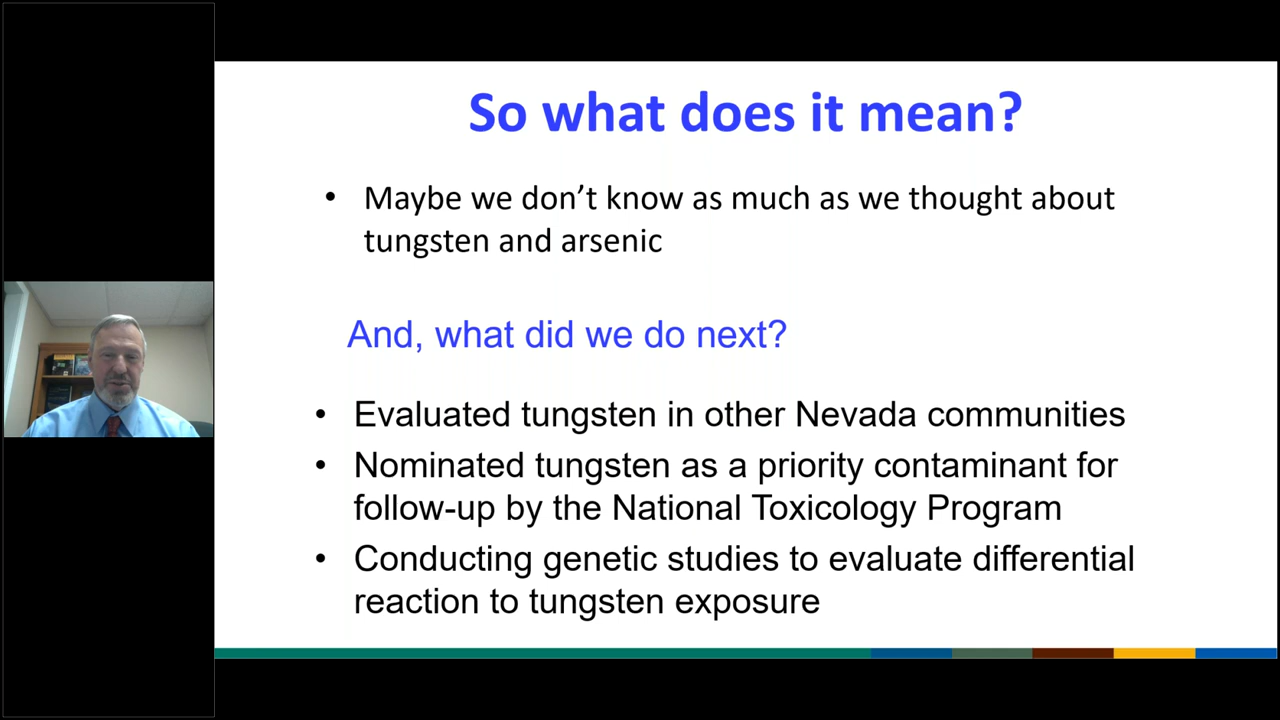 So what does it mean?
• Maybe we don’t know as much as we thought about
tungsten and arsenic
And, what did we do next?
• Evaluated tungsten in other Nevada communities
• Nominated tungsten as a priority contaminant for
follow-up by the National Toxicology Program
• Conducting genetic studies to evaluate differential
reaction to tungsten exposure